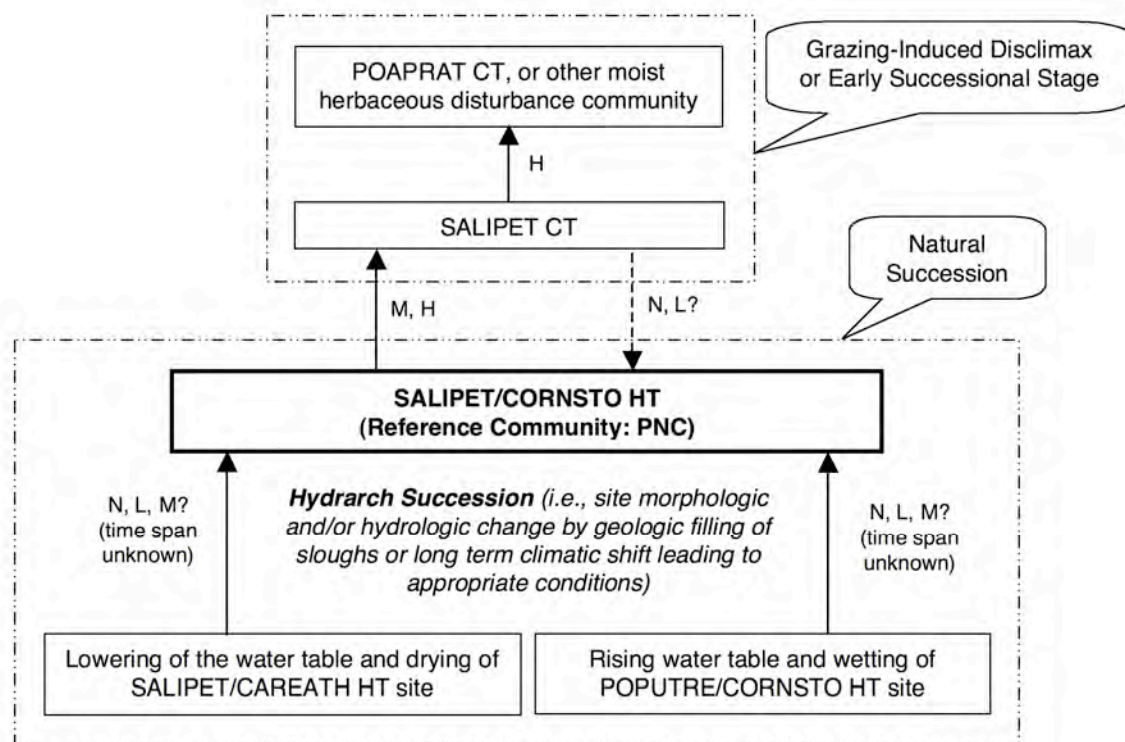 Grazing-Induced Disclimax
or Early Successional Stage
POAPRAT CT, or other moist
herbaceous disturbance community
H
SALIPET CT
Natural
Succession
M, H
N, L?
SALIPET/CORNSTO HT
(Reference Community: PNC)
N, L, M?
(time span
unknown)
Hydrarch Succession (i.e., site morphologic
and/or hydrologic change by geologic filling of
sloughs or long term climatic shift leading to
appropriate conditions)
N, L, M?
(time span
unknown)
Lowering of the water table and drying of
SALIPET/CAREATH HT site
Rising water table and wetting of
POPUTRE/CORNSTO HT site